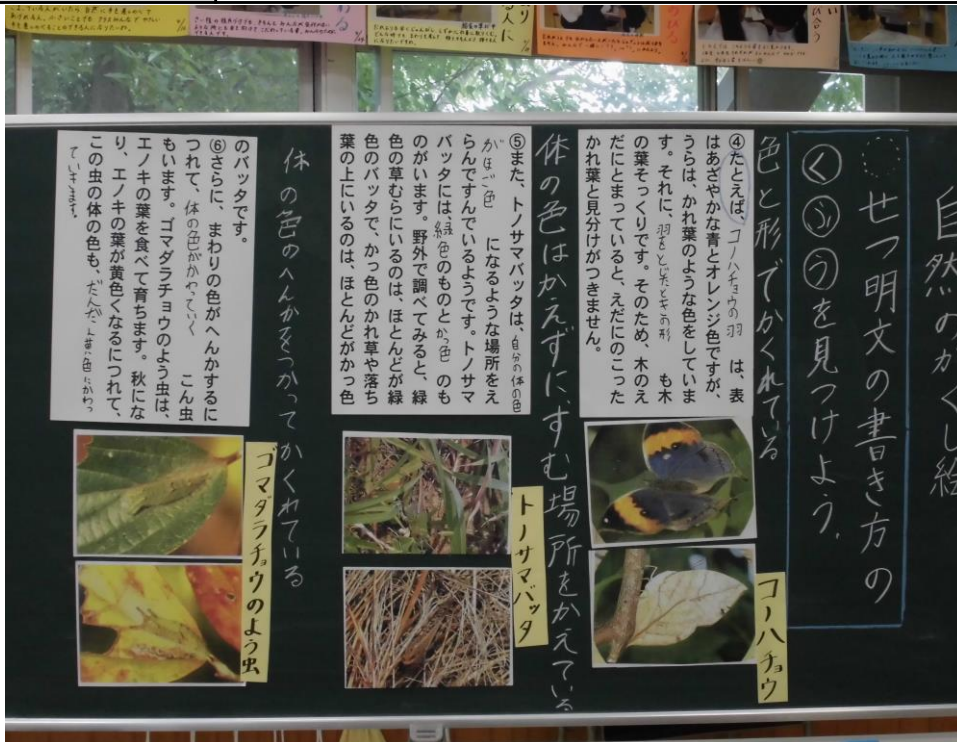 自然のかくし絵
せつ明文の書き方の
くふうを見つけよう。
色と形でかくれている
④たとえば、コノハチョウの羽 は、表
はあざやかな青とオレンジ色ですが、
うらは、かれ葉のような色をしていま
す。それに、羽をとじたときの形 も木
の葉そっくりです。そのため、木のえ
だにとまっていると、えだにのこった
かれ葉と見分けがつきません。
コノハチョウ
体の色はかえずに、すむ場所をかえている
⑤また、トノサマバッタは、自分の体の色
がほご色 になるような場所をえ
らんですんでいるようです。トノサマ
バッタには、緑色のものとかっ色 のも
のがいます。野外で調べてみると、緑
色の草むらにいるのは、ほとんどが緑
色のバッタで、かっ色のかれ草や落ち
葉の上にいるのは、ほとんどがかっ色
トノサマバッタ
のバッタです。
⑥さらに、まわりの色がへんかするに
つれて、体の色がかわっていく こん虫
もいます。ゴマダラチョウのよう虫は、
エノキの葉を食べて育ちます。秋にな
り、エノキの葉が黄色くなるにつれて、
この虫の体の色も、だんだん黄色にかわっ
ていきます。
ゴマダラチョウのよう虫
体の色のへんかをつかってかくれている